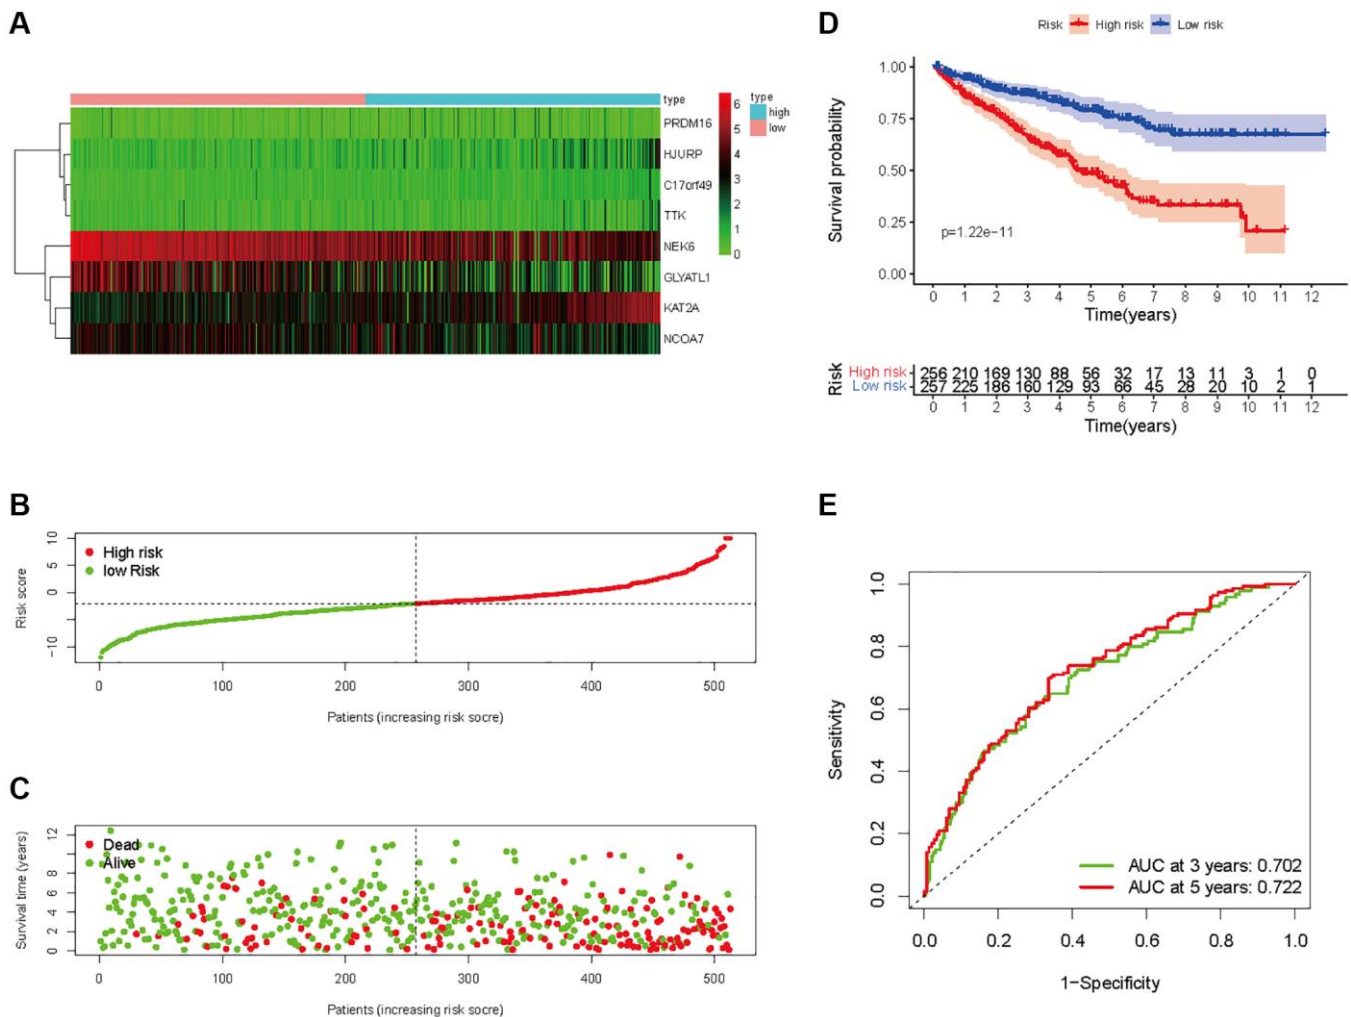 A
type
PRDM16
HJURP
C17orf49
TTK
NEK6
GLYATL1
KAT2A
NCOA7
6
5
4
3
2
1
0
type
high
low
D
Risk High risk Low risk
Survival probability
1.00
0.75
0.50
0.25
0.00
p=1.22e−11
0 1 2 3 4 5 6 7 8 9 10 11 12
Time(years)
Risk
High risk 256 210 169 130 88 56 32 17 13 11 3 1 0
Low risk 257 225 186 160 129 93 66 45 28 20 10 2 1
0 1 2 3 4 5 6 7 8 9 10 11 12
Time(years)
B
Risk score
10
5
0
−10
High risk
low Risk
0 100 200 300 400 500
Patients (increasing risk socre)
C
Survival time (years)
12
8
6
4
2
0
Dead
Alive
0 100 200 300 400 500
Patients (increasing risk socre)
E
Sensitivity
1.0
0.8
0.6
0.4
0.2
0.0
AUC at 3 years: 0.702
AUC at 5 years: 0.722
0.0 0.2 0.4 0.6 0.8 1.0
1−Specificity